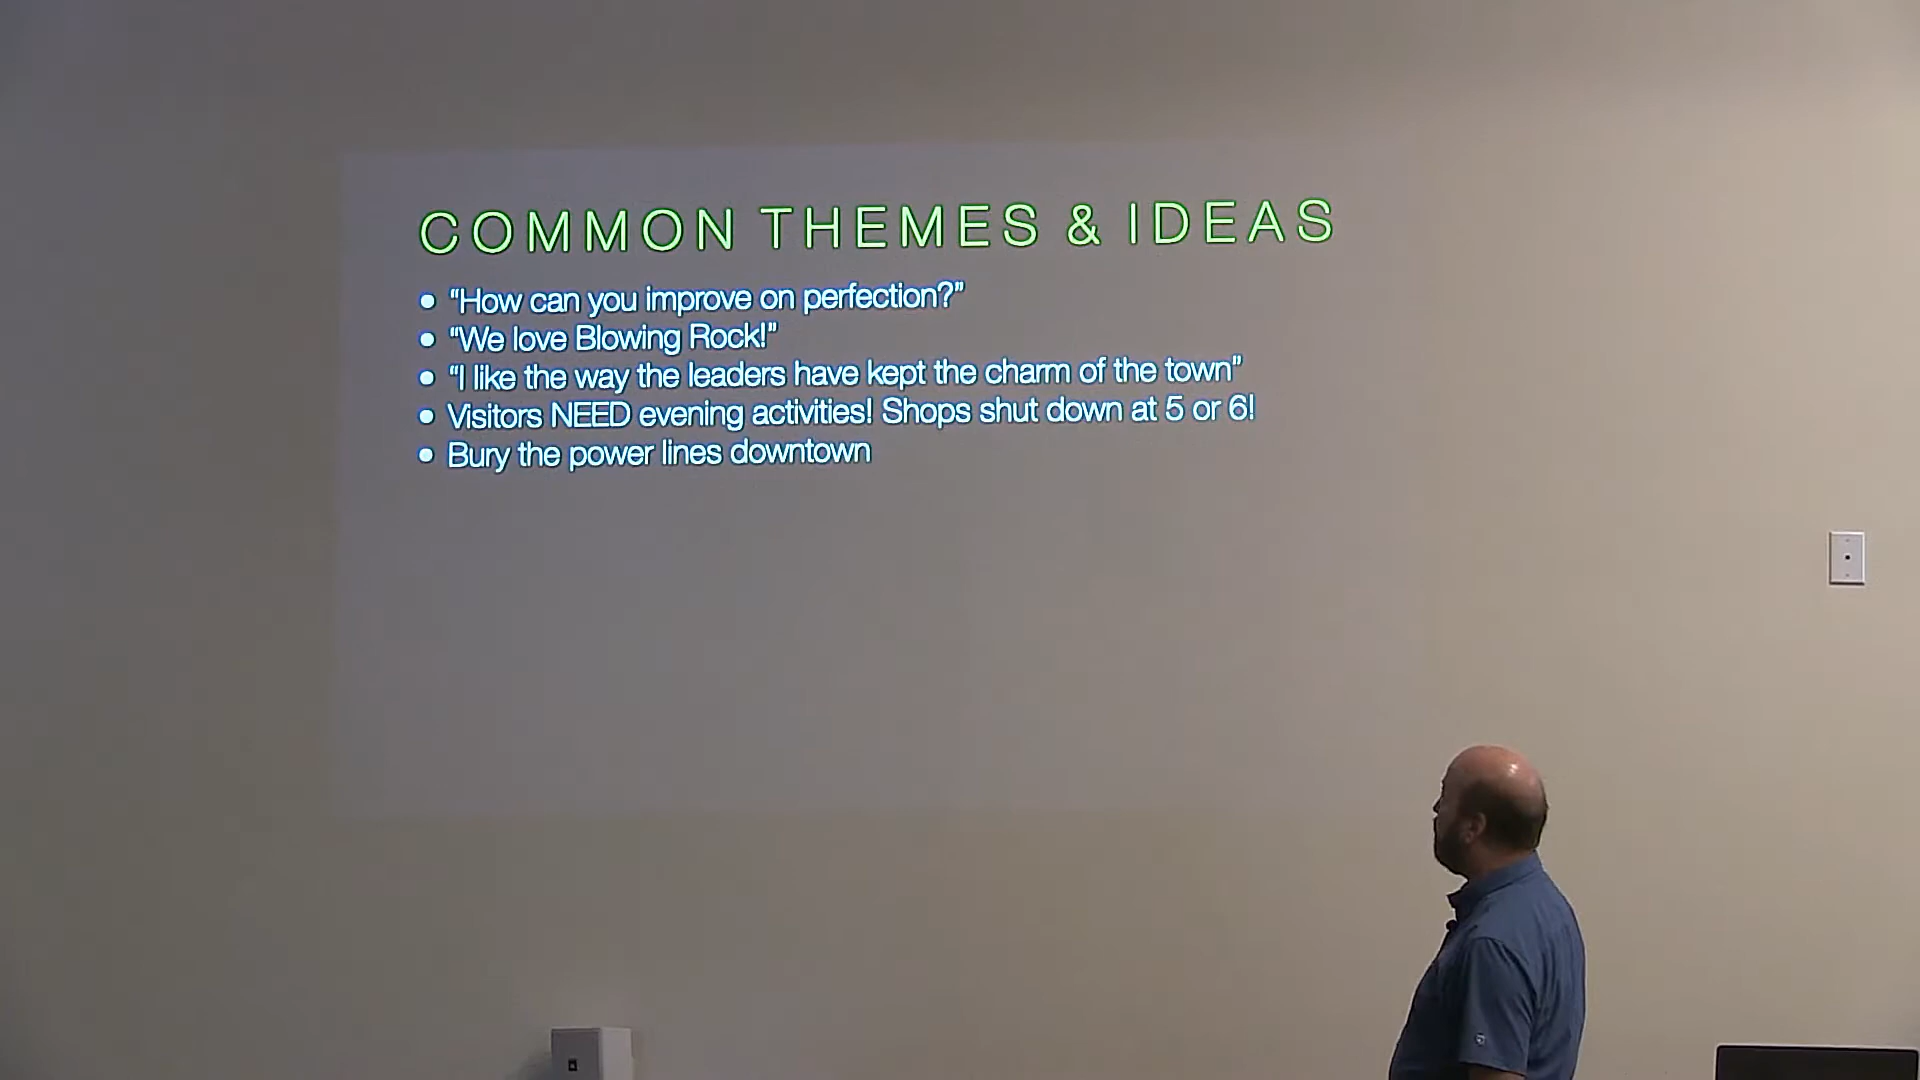 COMMON THEMES & IDEAS
• “How can you improve on perfection?”
• “We love Blowing Rock!”
• “I like the way the leaders have kept the charm of the town”
• Visitors NEED evening activities! Shops shut down at 5 or 6!
• Bury the power lines downtown